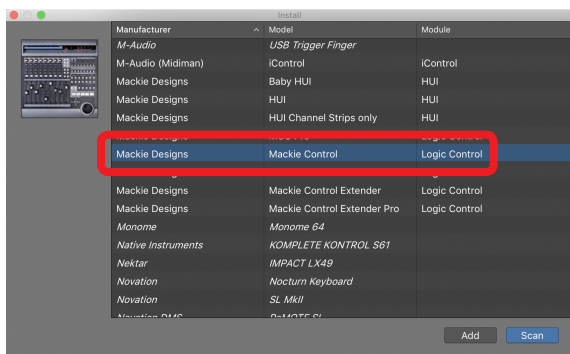 Install
Manufacturer Model Module
M-Audio USB Trigger Finger
M-Audio (Midiman) iControl iControl
Mackie Designs Baby HUI HUI
Mackie Designs HUI HUI
Mackie Designs HUI Channel Strips only HUI
Mackie Designs Mackie Control Logic Control
Mackie Designs Mackie Control Extender Logic Control
Mackie Designs Mackie Control Extender Pro Logic Control
Monome Monome 64
Native Instruments KOMPLETE KONTROL S61
Nektar IMPACT LX49
Novation Nocturn Keyboard
Novation SL MkII
Add Scan